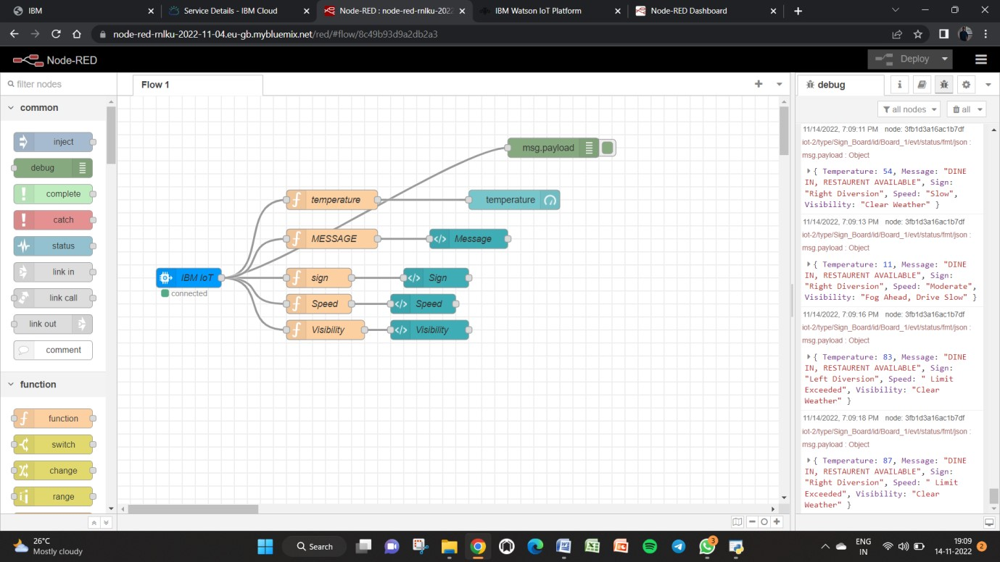 IBM
Service Details - IBM Cloud
Node-RED : node-red-rnlku-2022
IBM Watson IoT Platform
Node-RED Dashboard
node-red-rnlku-2022-11-04.eu-gb.mybluemix.net/red/#flow/8c49b93d9a2db2a3
Node-RED
Deploy
filter nodes
common
inject
debug
complete
catch
status
link in
link call
link out
comment
function
function
switch
change
range
Flow 1
msg.payload
temperature
temperature
MESSAGE
Message
IBM IoT
connected
sign
Sign
Speed
Speed
Visibility
Visibility
debug
all nodes
all
11/14/2022, 7:09:11 PM node: 3fb1d3a16ac1b7df
iot-2/type/Sign_Board/id/Board_1/evt/status/fmt/json :
msg.payload : Object
{ Temperature: 54, Message: "DINE
IN, RESTAURENT AVAILABLE", Sign:
"Right Diversion", Speed: "Slow",
Visibility: "Clear Weather" }
11/14/2022, 7:09:13 PM node: 3fb1d3a16ac1b7df
iot-2/type/Sign_Board/id/Board_1/evt/status/fmt/json :
msg.payload : Object
{ Temperature: 11, Message: "DINE
IN, RESTAURENT AVAILABLE", Sign:
"Right Diversion", Speed: "Moderate",
Visibility: "Fog Ahead, Drive Slow" }
11/14/2022, 7:09:16 PM node: 3fb1d3a16ac1b7df
iot-2/type/Sign_Board/id/Board_1/evt/status/fmt/json :
msg.payload : Object
{ Temperature: 83, Message: "DINE
IN, RESTAURENT AVAILABLE", Sign:
"Left Diversion", Speed: " Limit
Exceeded", Visibility: "Clear
Weather" }
11/14/2022, 7:09:18 PM node: 3fb1d3a16ac1b7df
iot-2/type/Sign_Board/id/Board_1/evt/status/fmt/json :
msg.payload : Object
{ Temperature: 87, Message: "DINE
IN, RESTAURENT AVAILABLE", Sign:
"Right Diversion", Speed: " Limit
Exceeded", Visibility: "Clear
Weather" }
26°C
Mostly cloudy
Search
3
ENG
IN
19:09
14-11-2022
2